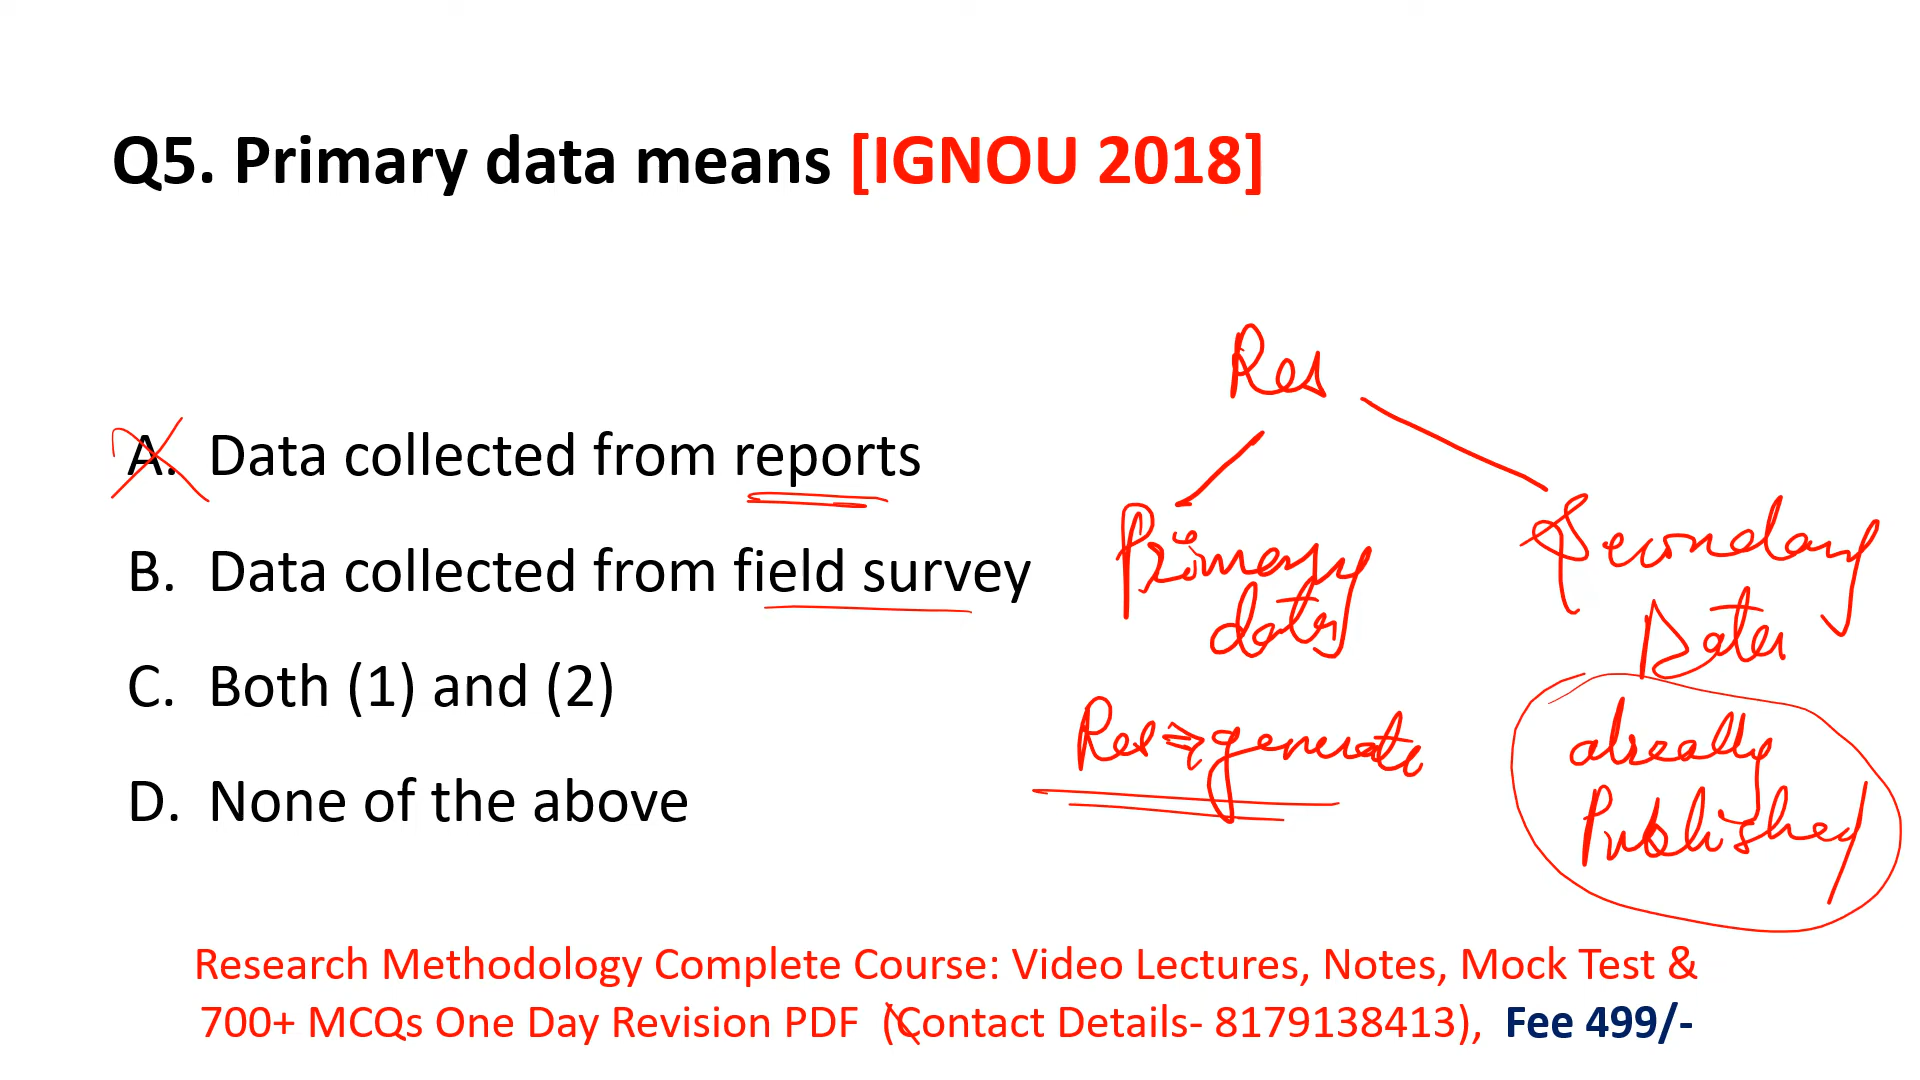 Q5. Primary data means [IGNOU 2018]
Res
A. Data collected from reports
B. Data collected from field survey
Primary
data
Secondary
Data
C. Both (1) and (2)
Res ⇒ generate
already
Published
D. None of the above
Research Methodology Complete Course: Video Lectures, Notes, Mock Test &
700+ MCQs One Day Revision PDF (Contact Details- 8179138413), Fee 499/-